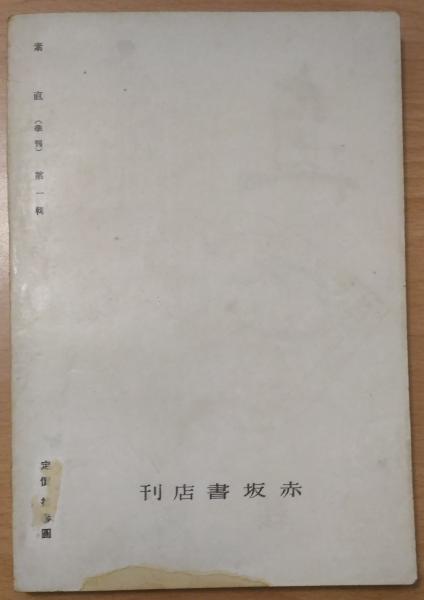 素直（季刊）第一輯
赤坂書店刊
定價 圓